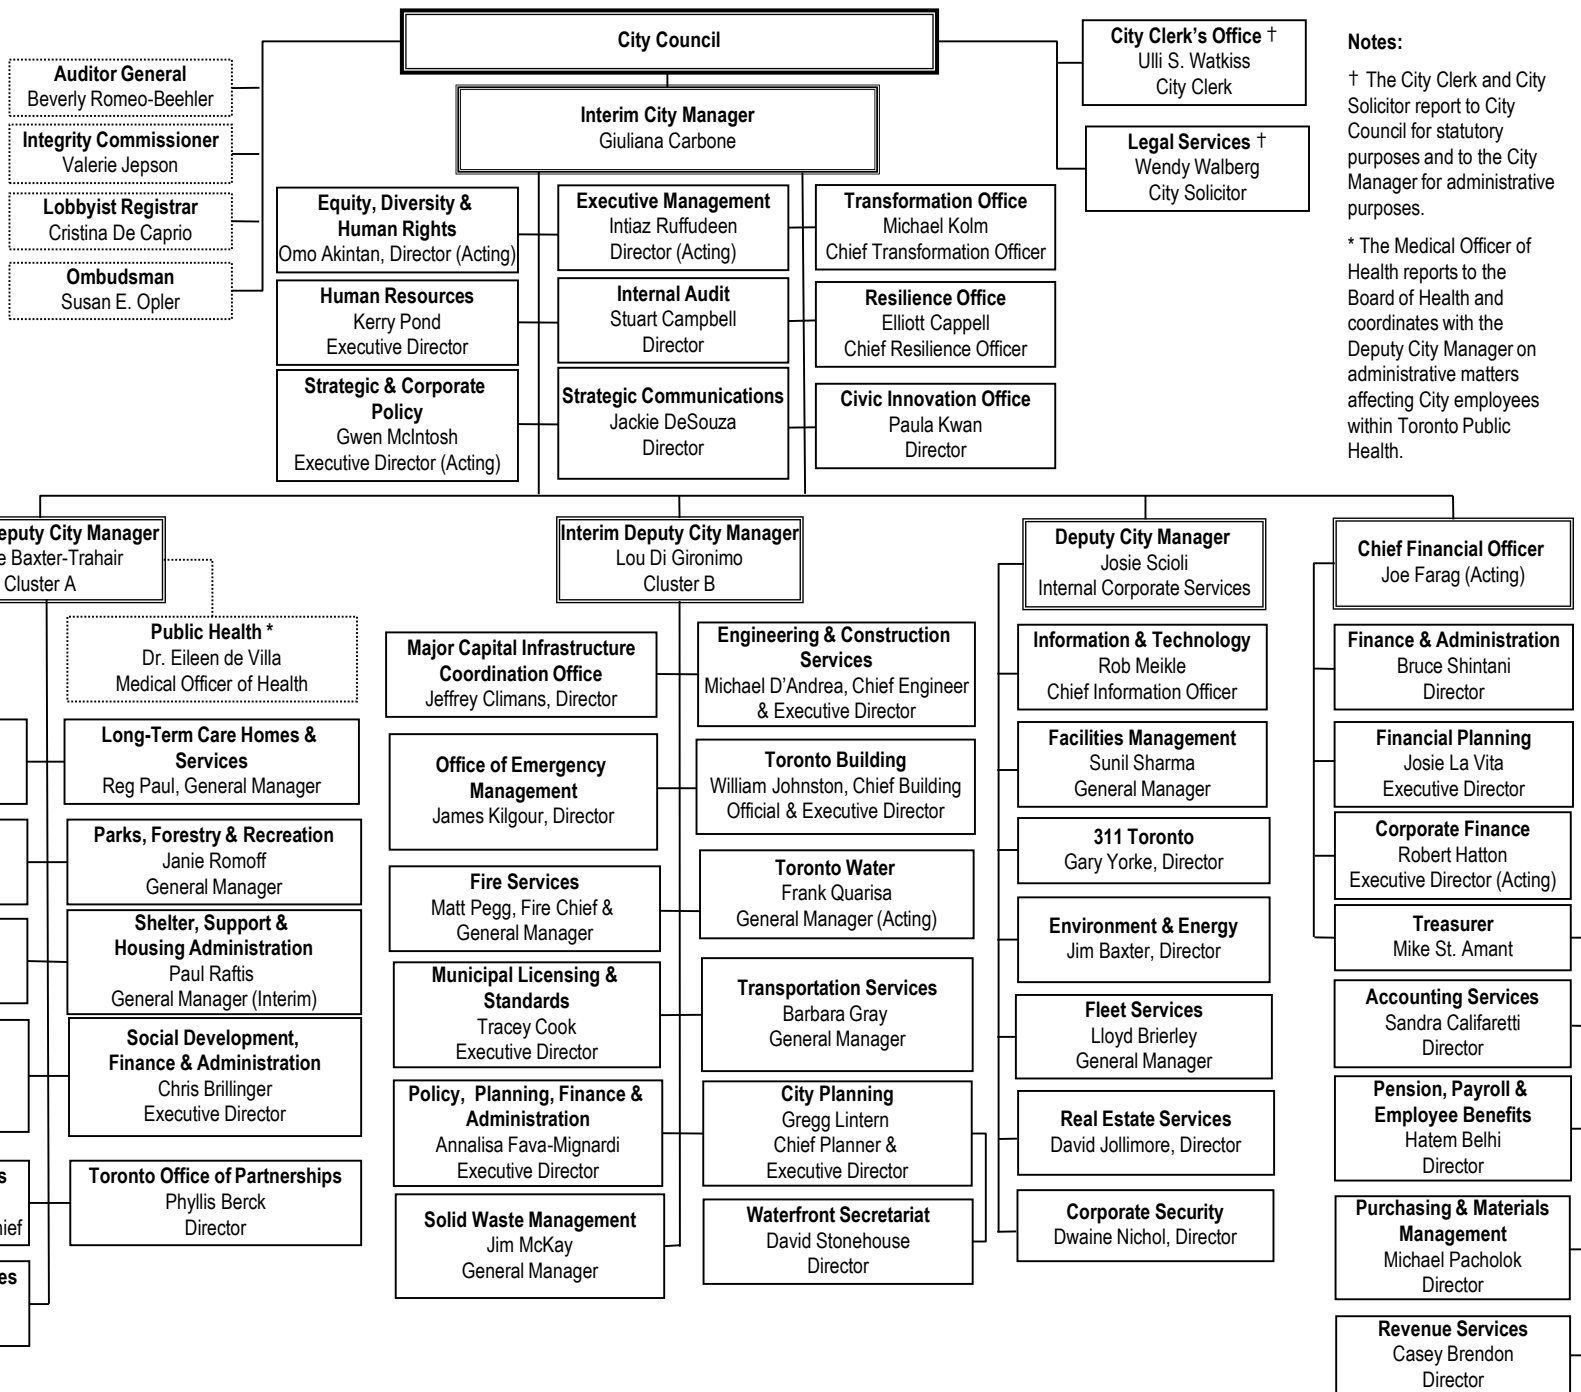 City Council
City Clerk's Office †
Ulli S. Watkiss
City Clerk
Legal Services †
Wendy Walberg
City Solicitor
Notes:
† The City Clerk and City
Solicitor report to City
Council for statutory
purposes and to the City
Manager for administrative
purposes.
* The Medical Officer of
Health reports to the
Board of Health and
coordinates with the
Deputy City Manager on
administrative matters
affecting City employees
within Toronto Public
Health.
Auditor General
Beverly Romeo-Beehler
Integrity Commissioner
Valerie Jepson
Lobbyist Registrar
Cristina De Caprio
Ombudsman
Susan E. Opler
Interim City Manager
Giuliana Carbone
Equity, Diversity &
Human Rights
Omo Akintan, Director (Acting)
Executive Management
Intiaz Ruffudeen
Director (Acting)
Transformation Office
Michael Kolm
Chief Transformation Officer
Human Resources
Kerry Pond
Executive Director
Internal Audit
Stuart Campbell
Director
Resilience Office
Elliott Cappell
Chief Resilience Officer
Strategic & Corporate
Policy
Gwen McIntosh
Executive Director (Acting)
Strategic Communications
Jackie DeSouza
Director
Civic Innovation Office
Paula Kwan
Director
City Manager
Baxter-Trahair
Cluster A
Public Health *
Dr. Eileen de Villa
Medical Officer of Health
Long-Term Care Homes &
Services
Reg Paul, General Manager
Parks, Forestry & Recreation
Janie Romoff
General Manager
Shelter, Support &
Housing Administration
Paul Raftis
General Manager (Interim)
Social Development,
Finance & Administration
Chris Brillinger
Executive Director
Toronto Office of Partnerships
Phyllis Berck
Director
Interim Deputy City Manager
Lou Di Gironimo
Cluster B
Major Capital Infrastructure
Coordination Office
Jeffrey Climans, Director
Engineering & Construction
Services
Michael D'Andrea, Chief Engineer
& Executive Director
Office of Emergency
Management
James Kilgour, Director
Toronto Building
William Johnston, Chief Building
Official & Executive Director
Fire Services
Matt Pegg, Fire Chief &
General Manager
Toronto Water
Frank Quarisa
General Manager (Acting)
Municipal Licensing &
Standards
Tracey Cook
Executive Director
Transportation Services
Barbara Gray
General Manager
Policy, Planning, Finance &
Administration
Annalisa Fava-Mignardi
Executive Director
City Planning
Gregg Lintern
Chief Planner &
Executive Director
Solid Waste Management
Jim McKay
General Manager
Waterfront Secretariat
David Stonehouse
Director
Deputy City Manager
Josie Scioli
Internal Corporate Services
Information & Technology
Rob Meikle
Chief Information Officer
Facilities Management
Sunil Sharma
General Manager
311 Toronto
Gary Yorke, Director
Environment & Energy
Jim Baxter, Director
Fleet Services
Lloyd Brierley
General Manager
Real Estate Services
David Jollimore, Director
Corporate Security
Dwaine Nichol, Director
Chief Financial Officer
Joe Farag (Acting)
Finance & Administration
Bruce Shintani
Director
Financial Planning
Josie La Vita
Executive Director
Corporate Finance
Robert Hatton
Executive Director (Acting)
Treasurer
Mike St. Amant
Accounting Services
Sandra Califaretti
Director
Pension, Payroll &
Employee Benefits
Hatem Belhi
Director
Purchasing & Materials
Management
Michael Pacholok
Director
Revenue Services
Casey Brendon
Director